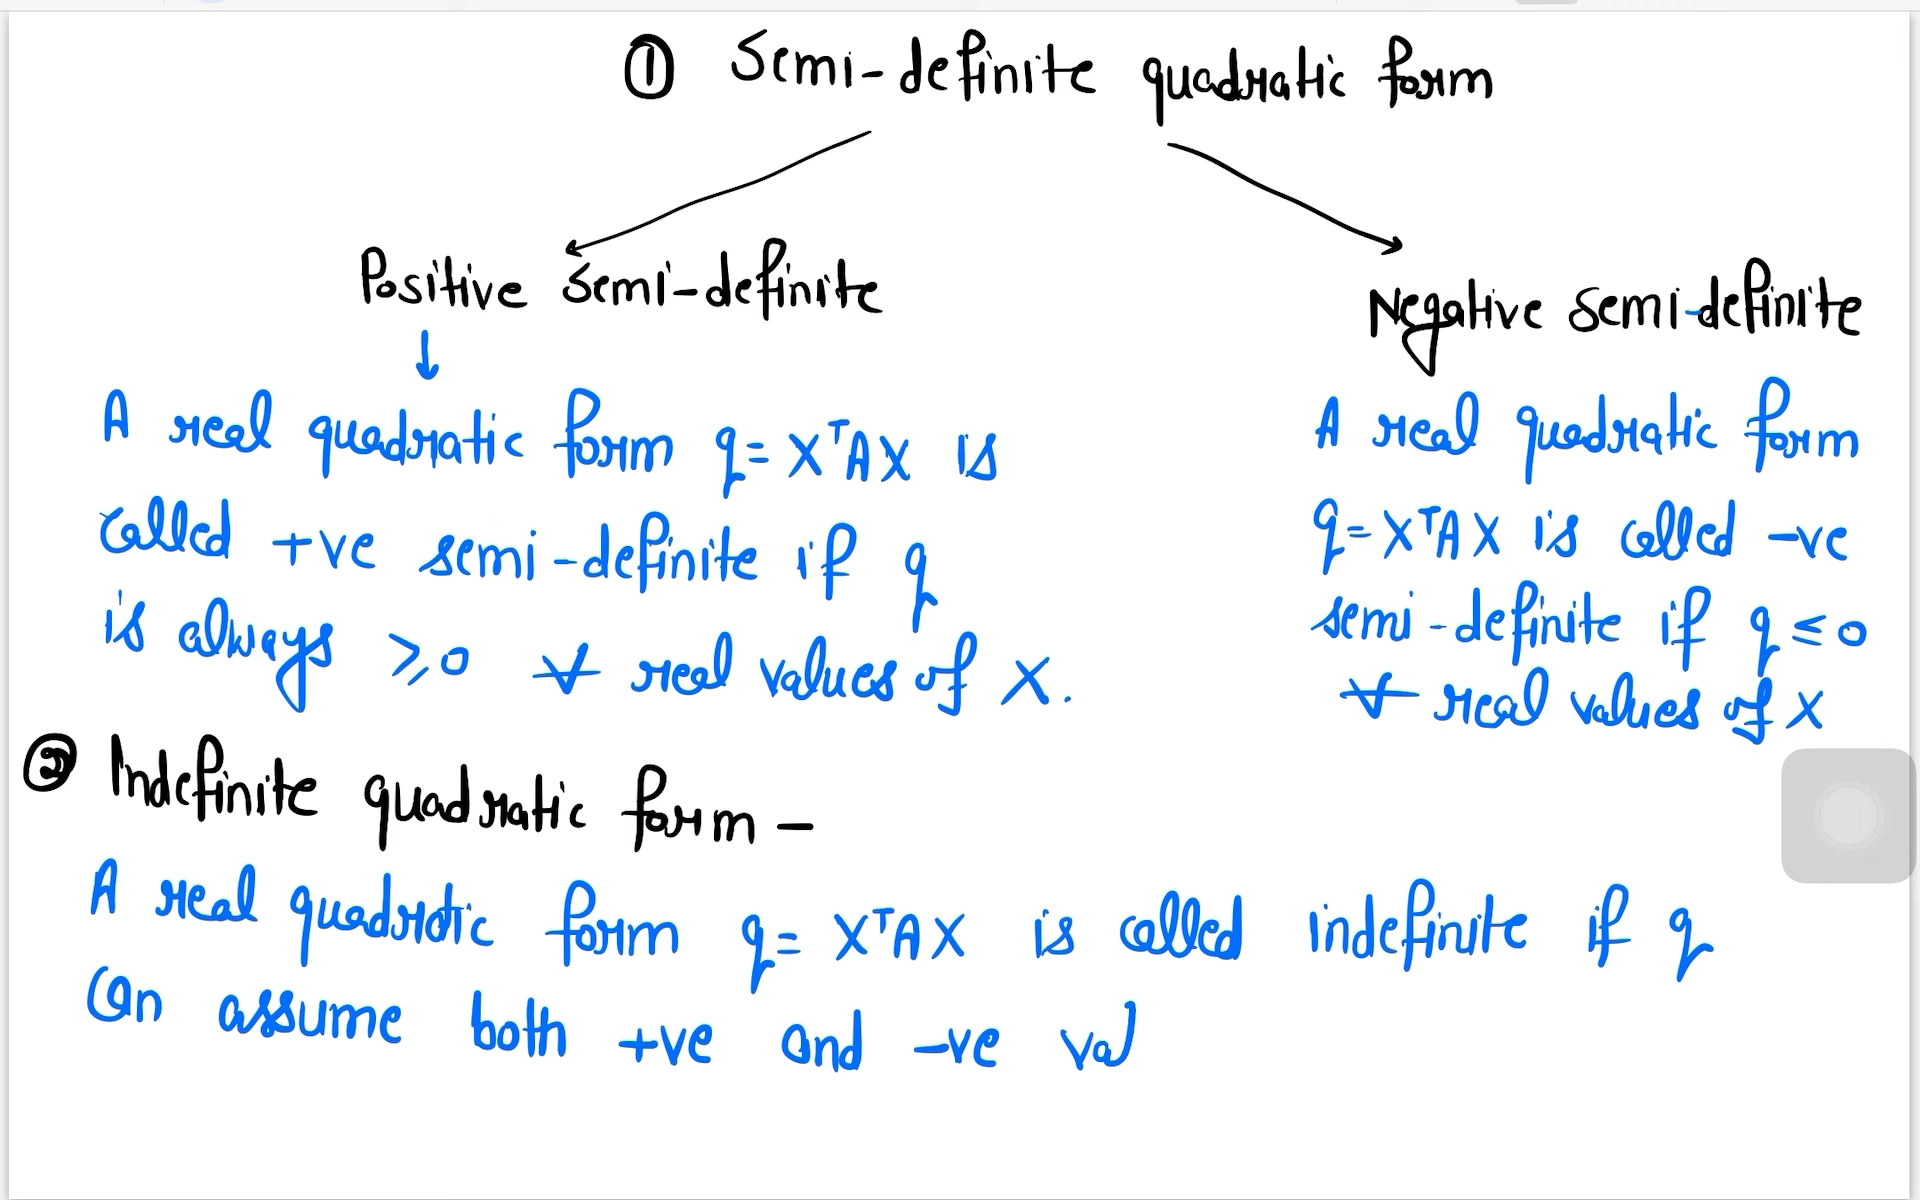 ① Semi-definite quadratic form
Positive Semi-definite
↓
A real quadratic form q = XᵀAX is
called +ve semi-definite if q
is always ≥0 ∀ real values of X.
Negative semi-definite
A real quadratic form
q = XᵀAX is called -ve
semi-definite if q ≤ 0
∀ real values of X
② Indefinite quadratic form –
A real quadratic form q = XᵀAX is called indefinite if q
Can assume both +ve and -ve val